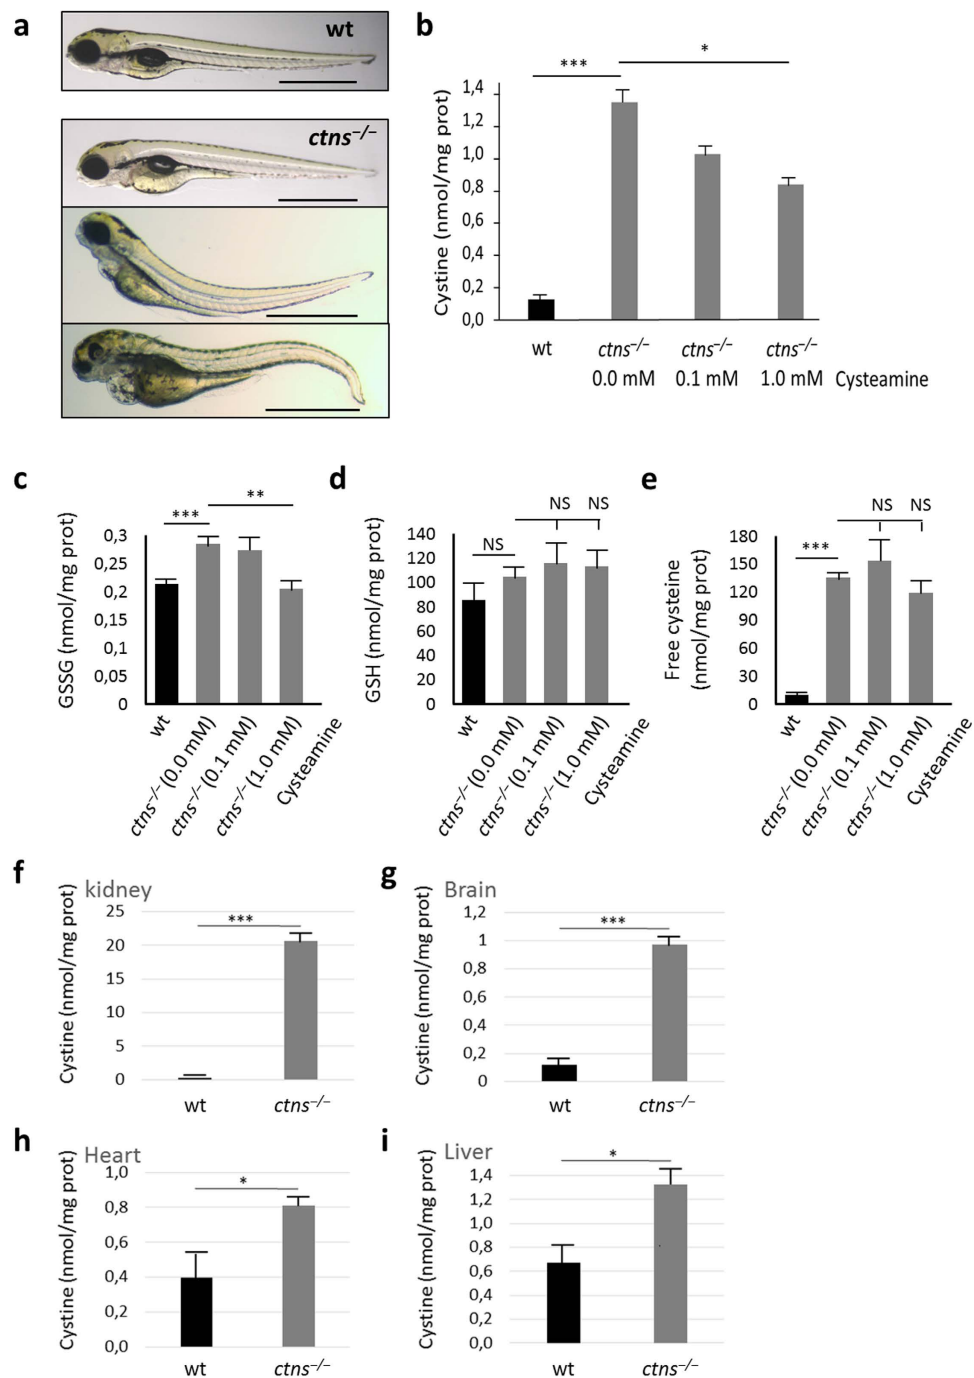 a
wt
ctns⁻/⁻
b
***
*
Cystine (nmol/mg prot)
1,4
1,2
1,0
0,8
0,6
0,4
0,2
0,0
wt ctns⁻/⁻ ctns⁻/⁻ ctns⁻/⁻
0.0 mM 0.1 mM 1.0 mM Cysteamine
c
***
**
GSSG (nmol/mg prot)
0,3
0,25
0,2
0,15
0,1
0,05
0
wt
ctns⁻/⁻ (0.0 mM)
ctns⁻/⁻ (0.1 mM)
ctns⁻/⁻ (1.0 mM)
Cysteamine
d
NS
NS NS
GSH (nmol/mg prot)
140
120
100
80
60
40
20
0
wt
ctns⁻/⁻ (0.0 mM)
ctns⁻/⁻ (0.1 mM)
ctns⁻/⁻ (1.0 mM)
Cysteamine
e
***
NS NS
Free cysteine
(nmol/mg prot)
180
150
120
90
60
30
0
wt
ctns⁻/⁻ (0.0 mM)
ctns⁻/⁻ (0.1 mM)
ctns⁻/⁻ (1.0 mM)
Cysteamine
f
kidney
***
Cystine (nmol/mg prot)
25
20
15
10
5
0
wt ctns⁻/⁻
g
Brain
***
Cystine (nmol/mg prot)
1,2
1
0,8
0,6
0,4
0,2
0
wt ctns⁻/⁻
h
Heart
*
Cystine (nmol/mg prot)
1,0
0,8
0,6
0,4
0,2
0,0
wt ctns⁻/⁻
i
Liver
*
Cystine (nmol/mg prot)
1,4
1,2
1,0
0,8
0,6
0,4
0,2
0,0
wt ctns⁻/⁻